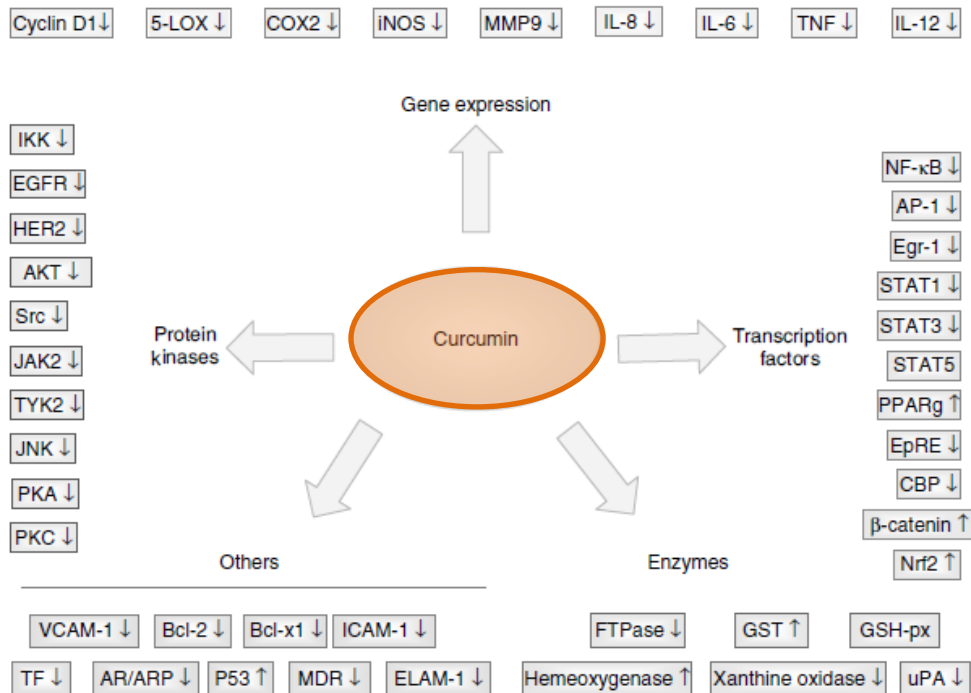 Cyclin D1↓ 5-LOX ↓ COX2↓ iNOS ↓ MMP9 ↓ IL-8 ↓ IL-6 ↓ TNF ↓ IL-12 ↓
Gene expression
IKK ↓
EGFR ↓
HER2 ↓
AKT ↓
Src ↓
JAK2 ↓
TYK2 ↓
JNK ↓
PKA ↓
PKC ↓
Protein
kinases
Curcumin
Transcription
factors
NF-κB ↓
AP-1 ↓
Egr-1 ↓
STAT1 ↓
STAT3 ↓
STAT5
PPARg ↑
EpRE ↓
CBP ↓
β-catenin ↑
Nrf2 ↑
Others
VCAM-1 ↓ Bcl-2 ↓ Bcl-x1 ↓ ICAM-1 ↓
TF ↓ AR/ARP ↓ P53 ↑ MDR ↓ ELAM-1 ↓
Enzymes
FTPase ↓ GST ↑ GSH-px
Hemeoxygenase ↑ Xanthine oxidase ↓ uPA ↓